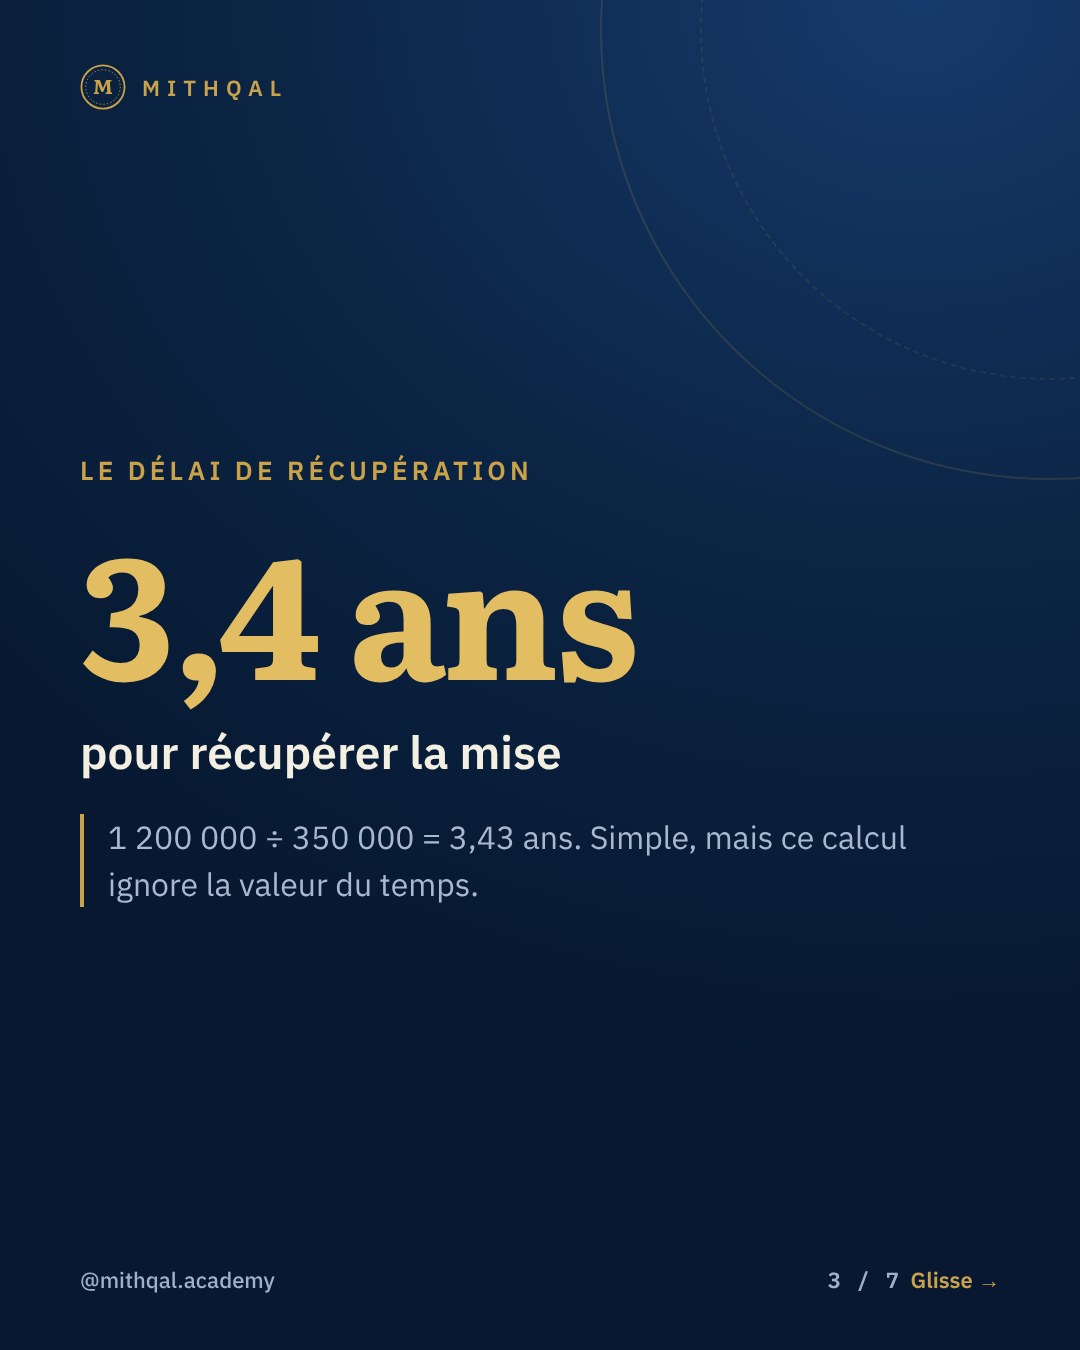 M MITHQAL
LE DÉLAI DE RÉCUPÉRATION
3,4 ans
pour récupérer la mise
1 200 000 ÷ 350 000 = 3,43 ans. Simple, mais ce calcul
ignore la valeur du temps.
@mithqal.academy
3 / 7 Glisse →